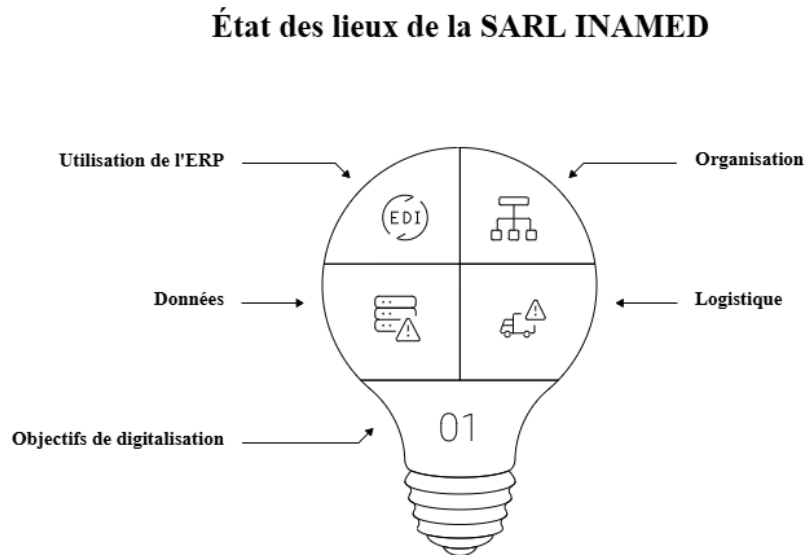 État des lieux de la SARL INAMED
Utilisation de l'ERP
Organisation
EDI
Données
Logistique
Objectifs de digitalisation
01